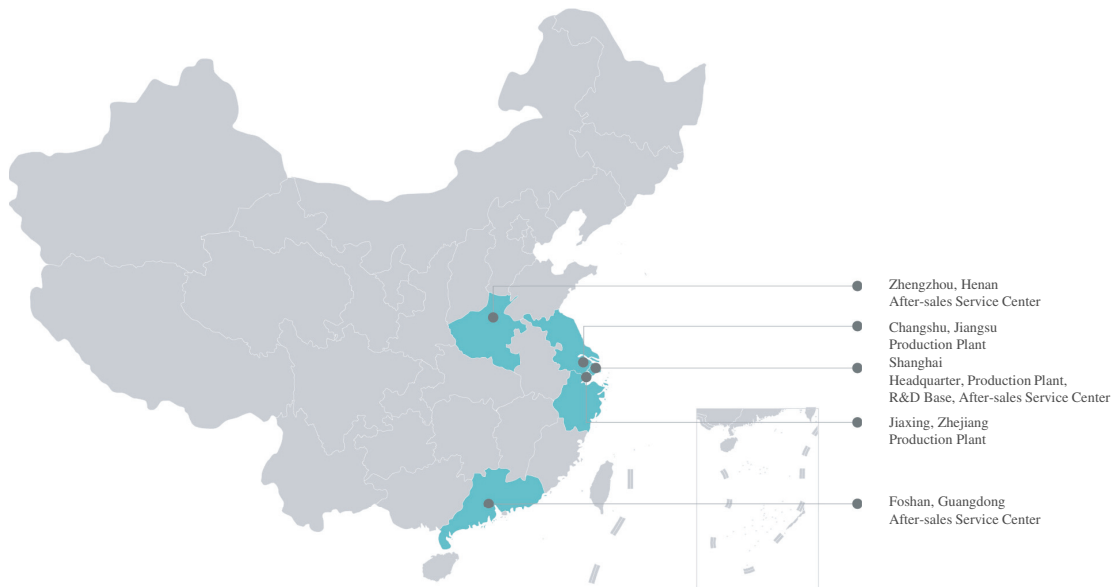 Zhengzhou, Henan
After-sales Service Center
Changshu, Jiangsu
Production Plant
Shanghai
Headquarter, Production Plant,
R&D Base, After-sales Service Center
Jiaxing, Zhejiang
Production Plant
Foshan, Guangdong
After-sales Service Center